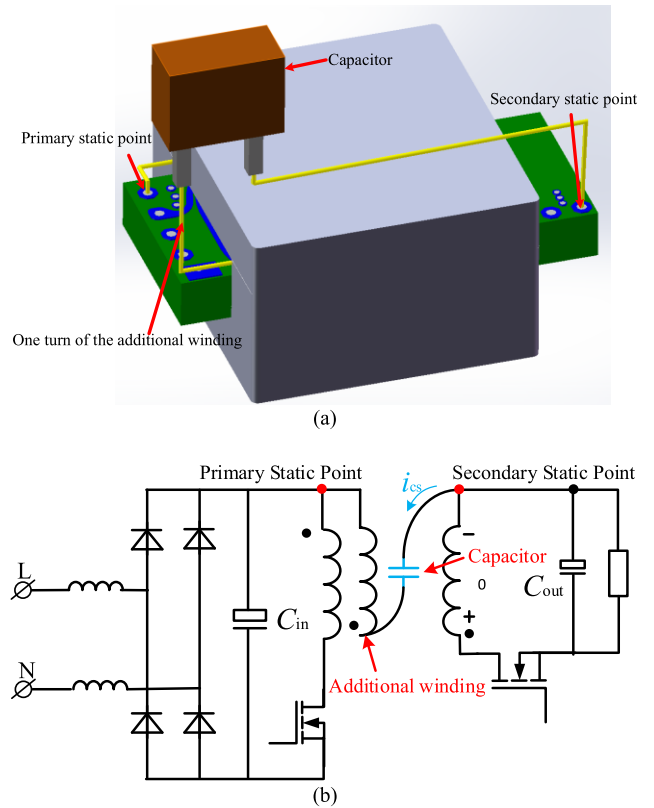 Capacitor
Secondary static point
Primary static point
One turn of the additional winding
(a)
Primary Static Point
Secondary Static Point
ics
L
Capacitor
−
0
Cin
Cout
+
N
Additional winding
(b)